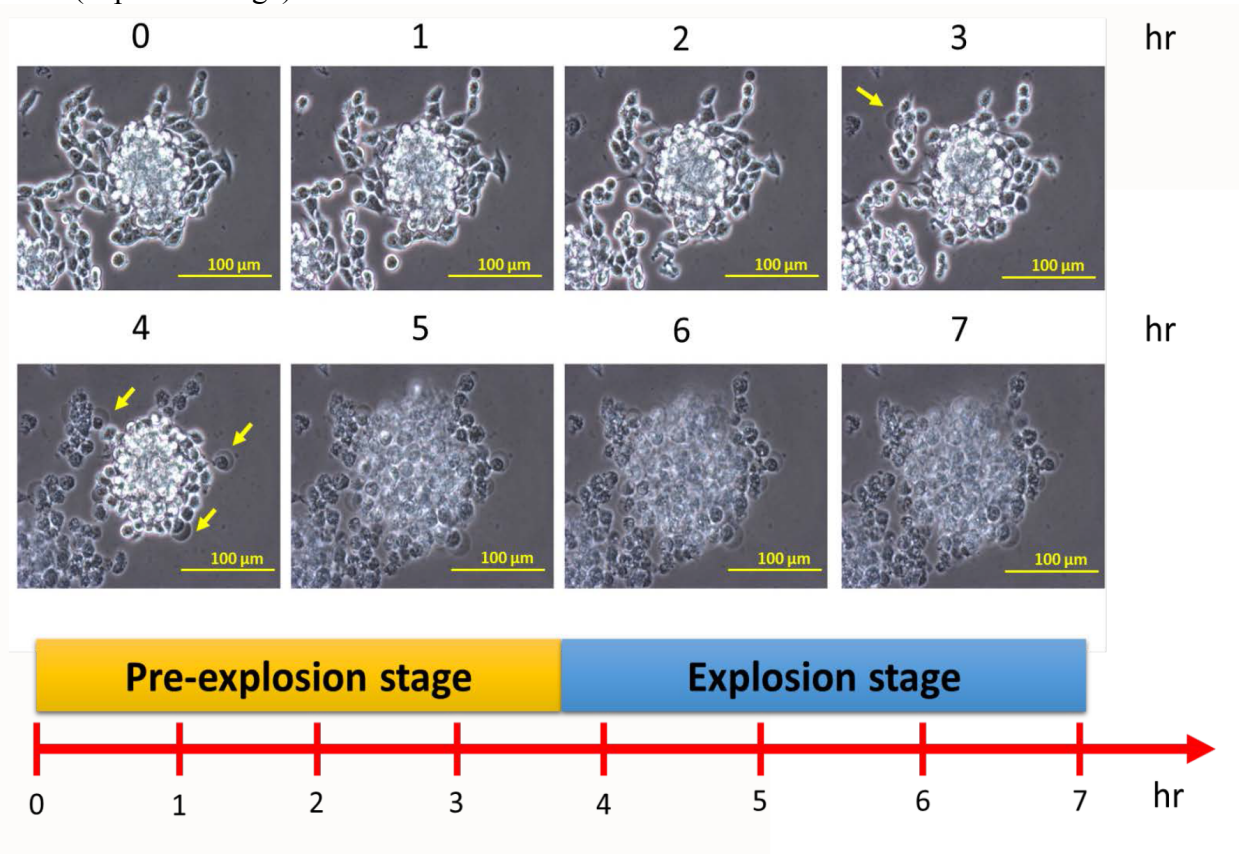 0 1 2 3 hr
100 µm 100 µm 100 µm 100 µm
4 5 6 7 hr
100 µm 100 µm 100 µm 100 µm
Pre-explosion stage Explosion stage
0 1 2 3 4 5 6 7 hr